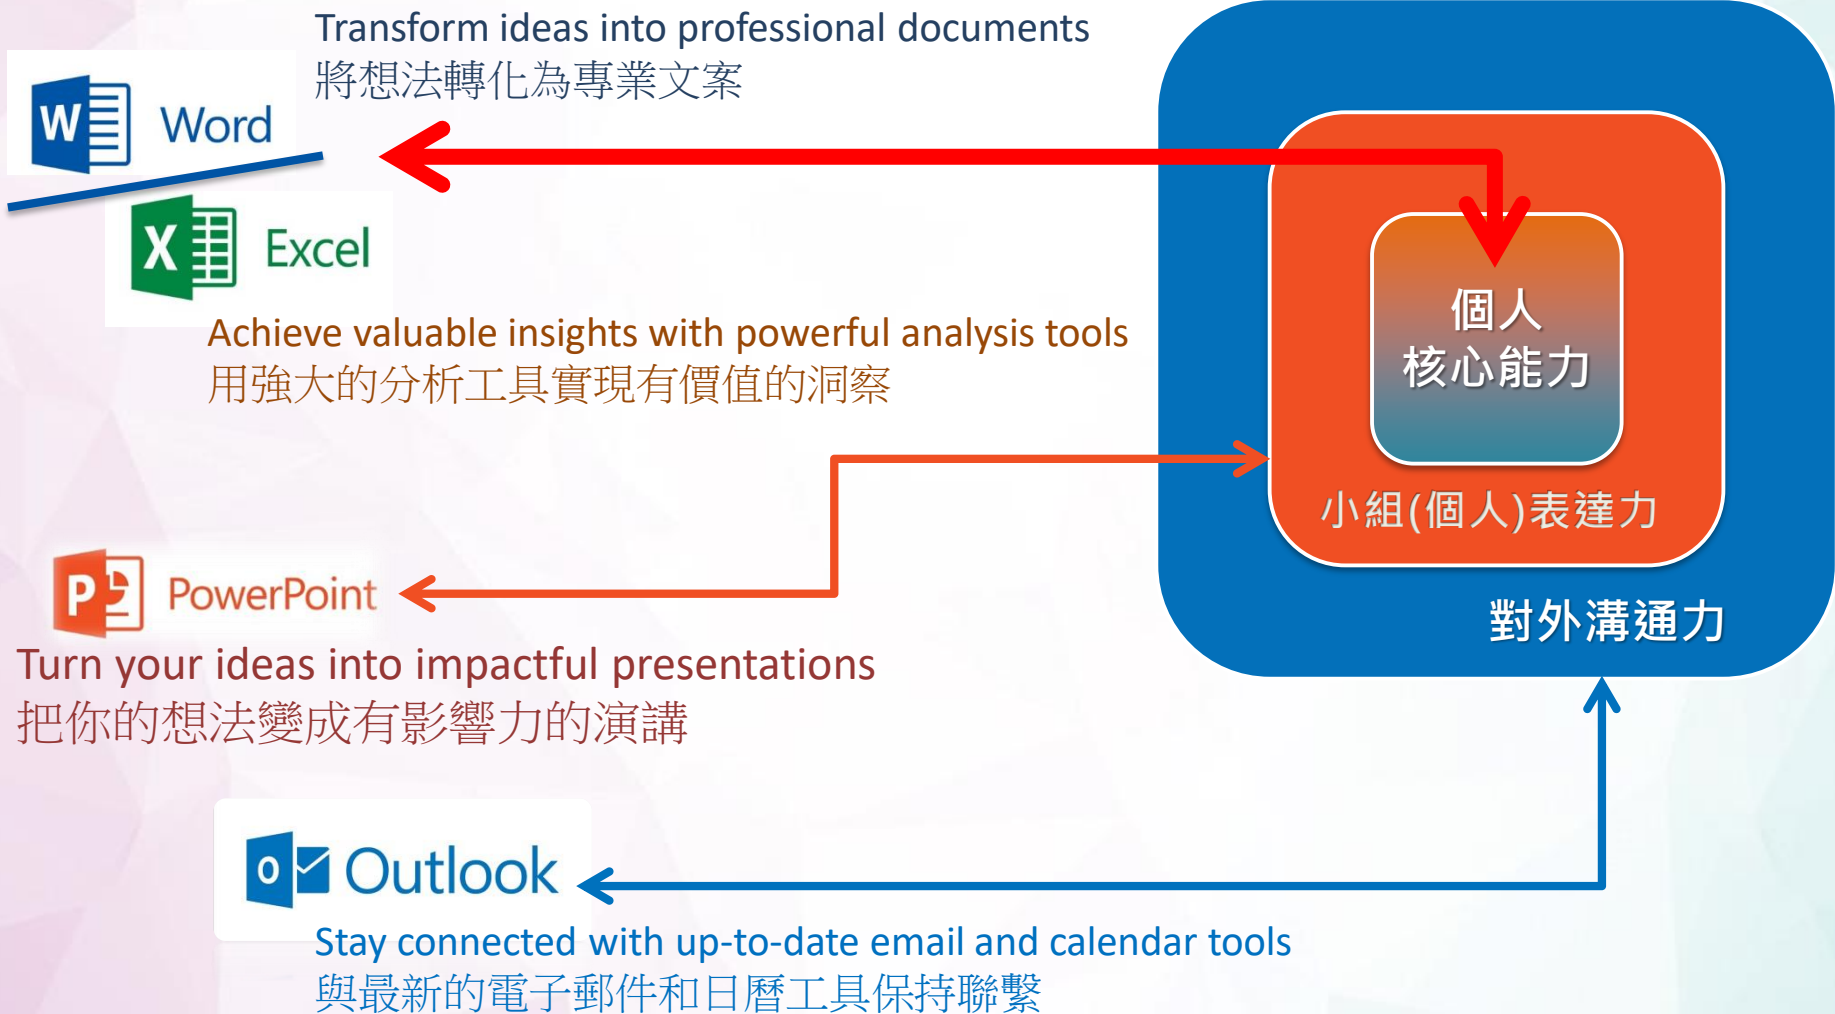 Transform ideas into professional documents
將想法轉化為專業文案
W Word
X Excel
Achieve valuable insights with powerful analysis tools
用強大的分析工具實現有價值的洞察
個人
核心能力
小組(個人)表達力
對外溝通力
P PowerPoint
Turn your ideas into impactful presentations
把你的想法變成有影響力的演講
O Outlook
Stay connected with up-to-date email and calendar tools
與最新的電子郵件和日曆工具保持聯繫